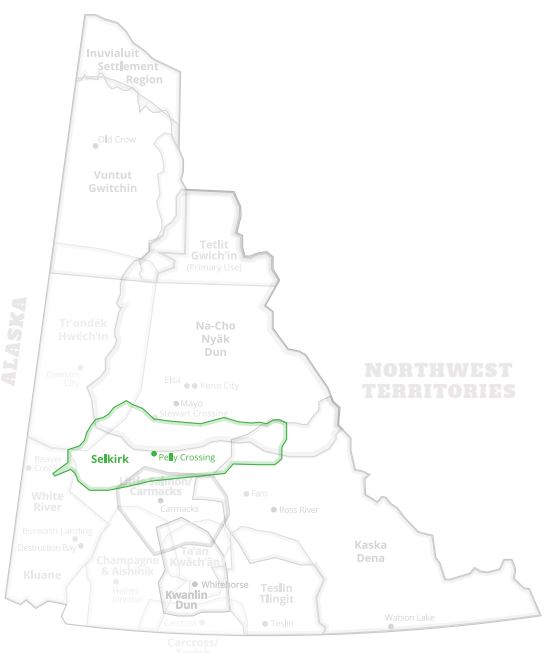 Inuvialuit
Settlement
Region
Old Crow
Vuntut
Gwitchin
Tetlit
Gwich'in
(Primary Use)
ALASKA
Tr'ondëk
Hwëch'in
Na-Cho
Nyäk
Dun
NORTHWEST
TERRITORIES
Dawson
City
Elsa
Keno City
Mayo
Stewart Crossing
Selkirk
Pelly Crossing
Beaver
Creek
Little Salmon/
Carmacks
Carmacks
Faro
Ross River
White
River
Burwash Landing
Destruction Bay
Kluane
Champagne
& Aishihik
Haines
Junction
Ta'an
Kwäch'än
Whitehorse
Kwanlin
Dun
Kaska
Dena
Teslin
Tlingit
Carcross
Teslin
Watson Lake
Carcross/
Tagish